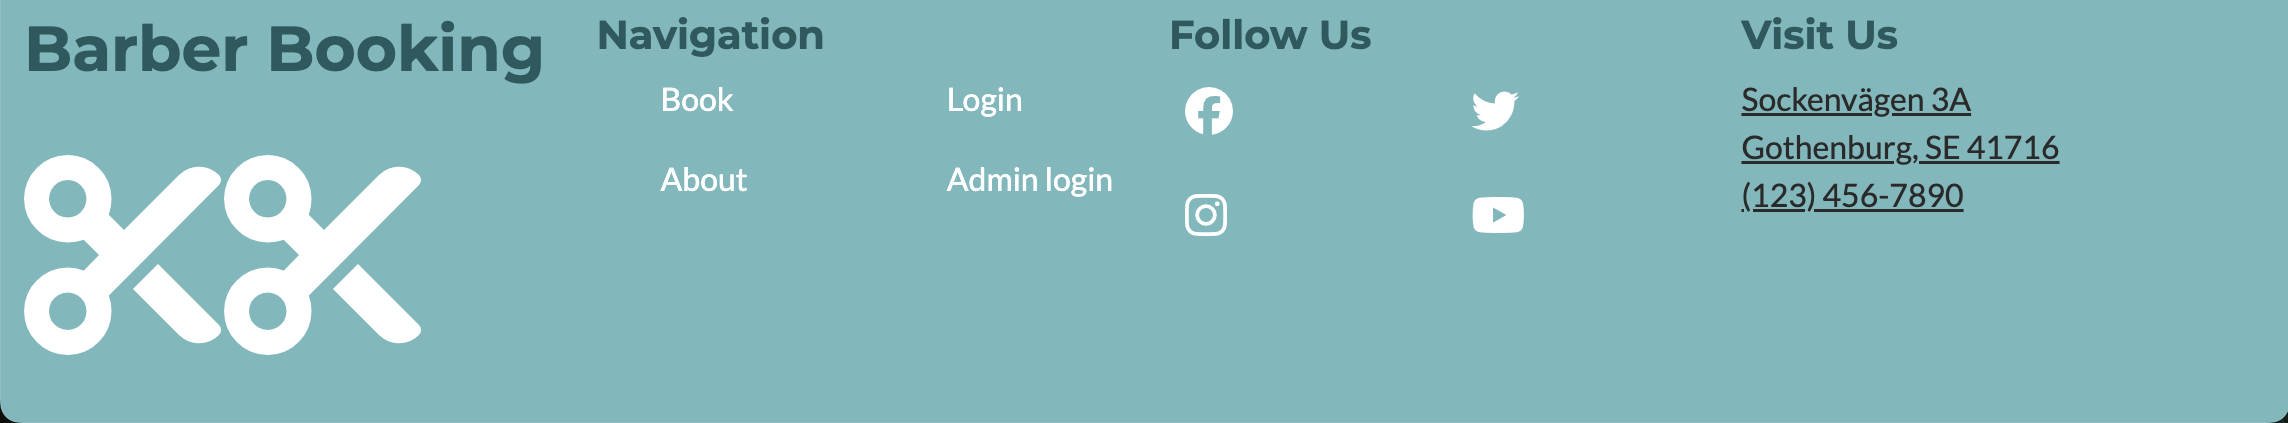 Barber Booking
Navigation
Book
Login
About
Admin login
Follow Us
Visit Us
Sockenvägen 3A
Gothenburg, SE 41716
(123) 456-7890